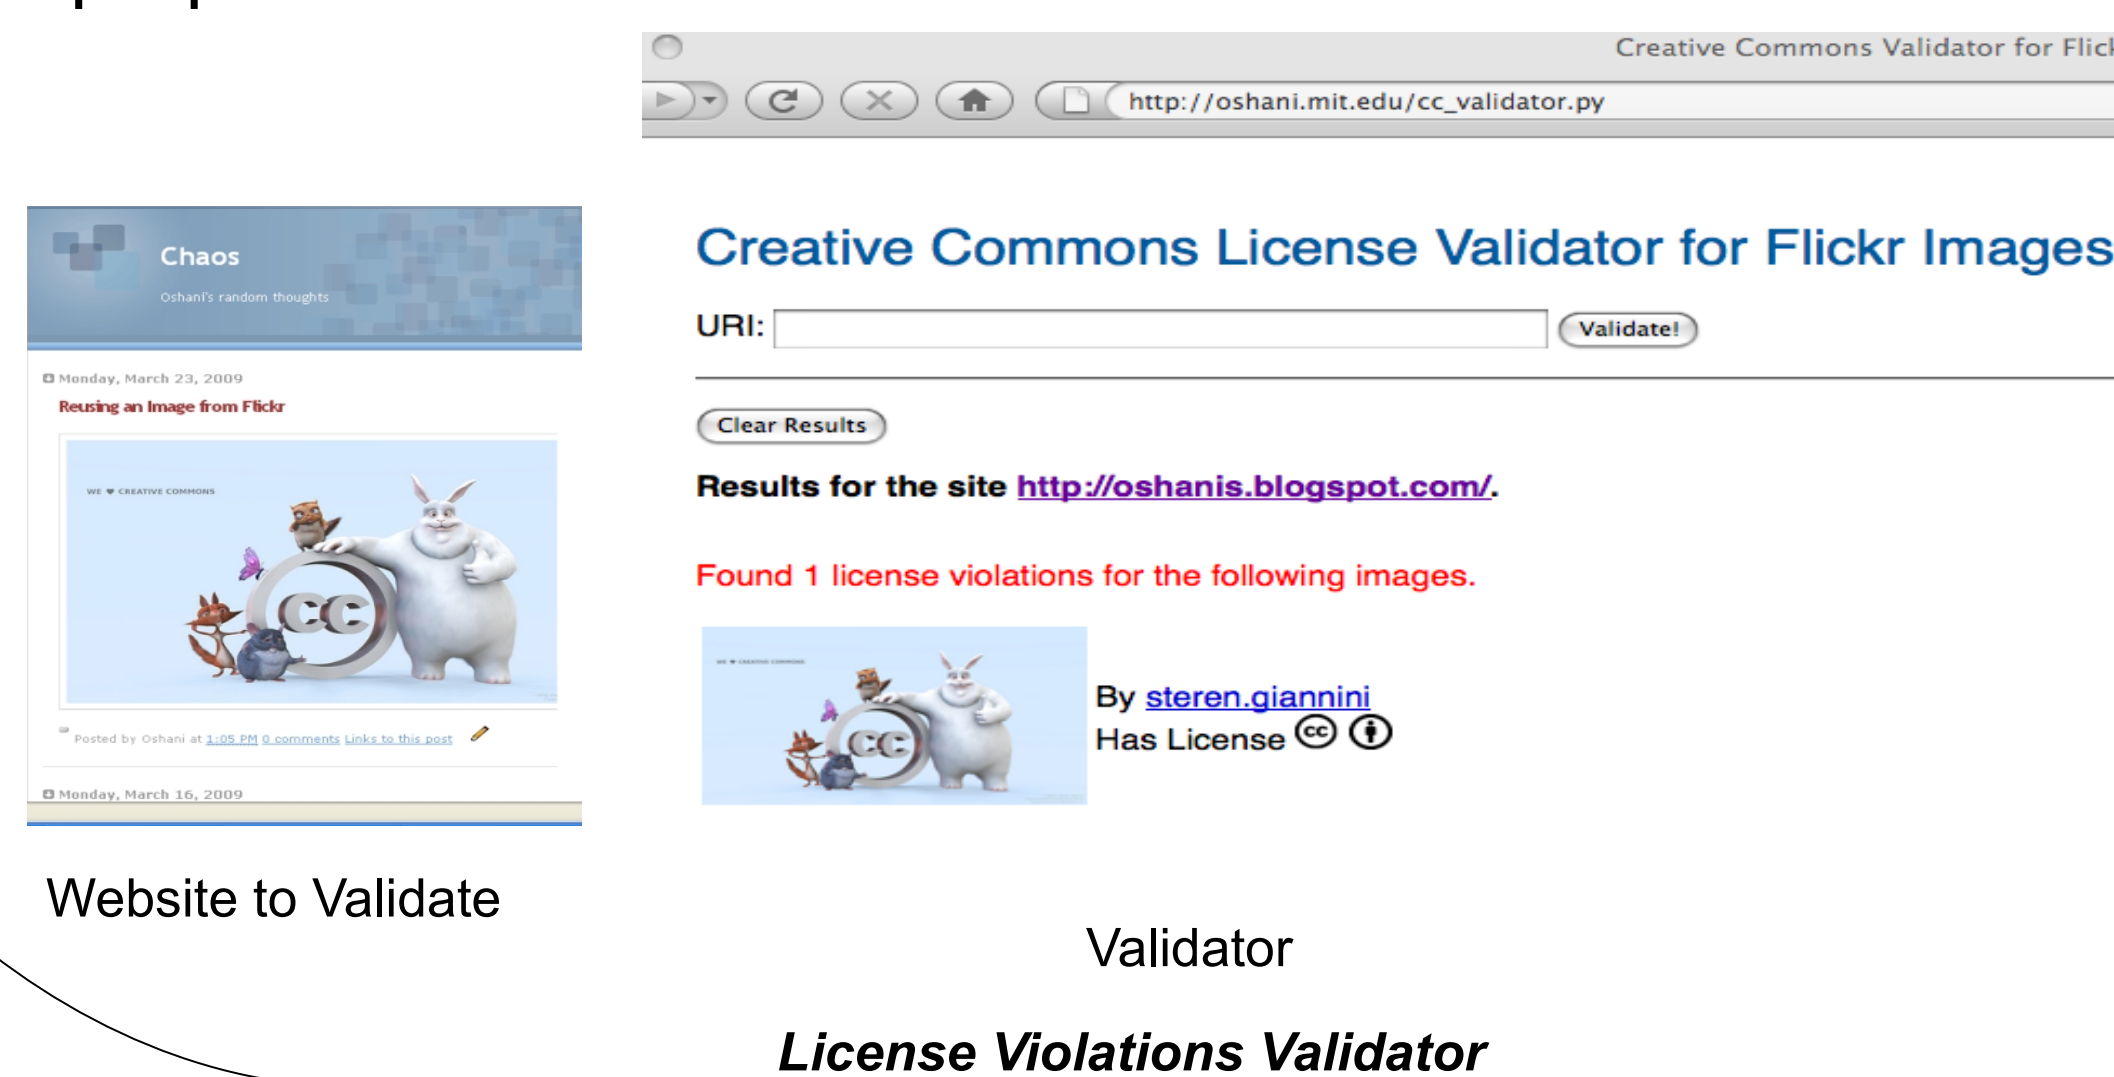 Creative Commons Validator for Flick
http://oshani.mit.edu/cc_validator.py
Chaos
Oshani's random thoughts
Monday, March 23, 2009
Reusing an Image from Flickr
WE ♥ CREATIVE COMMONS
CC
Posted by Oshani at 1:05 PM 0 comments Links to this post
Monday, March 16, 2009
Website to Validate
Creative Commons License Validator for Flickr Images
URI:
Validate!
Clear Results
Results for the site http://oshanis.blogspot.com/.
Found 1 license violations for the following images.
WE ♥ CREATIVE COMMONS
CC
By steren.giannini
Has License cc
Validator
License Violations Validator